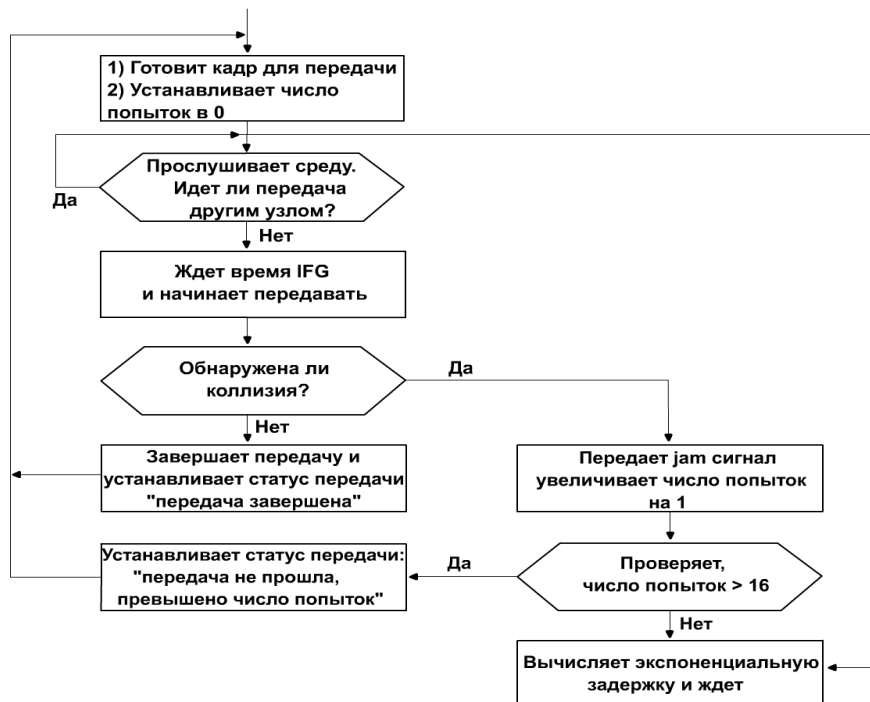 1) Готовит кадр для передачи
2) Устанавливает число
попыток в 0
Прослушивает среду.
Идет ли передача
другим узлом?
Да
Нет
Ждет время IFG
и начинает передавать
Обнаружена ли
коллизия?
Да
Нет
Завершает передачу и
устанавливает статус передачи
"передача завершена"
Передает jam сигнал
увеличивает число попыток
на 1
Устанавливает статус передачи:
"передача не прошла,
превышено число попыток"
Да
Проверяет,
число попыток > 16
Нет
Вычисляет экспоненциальную
задержку и ждет